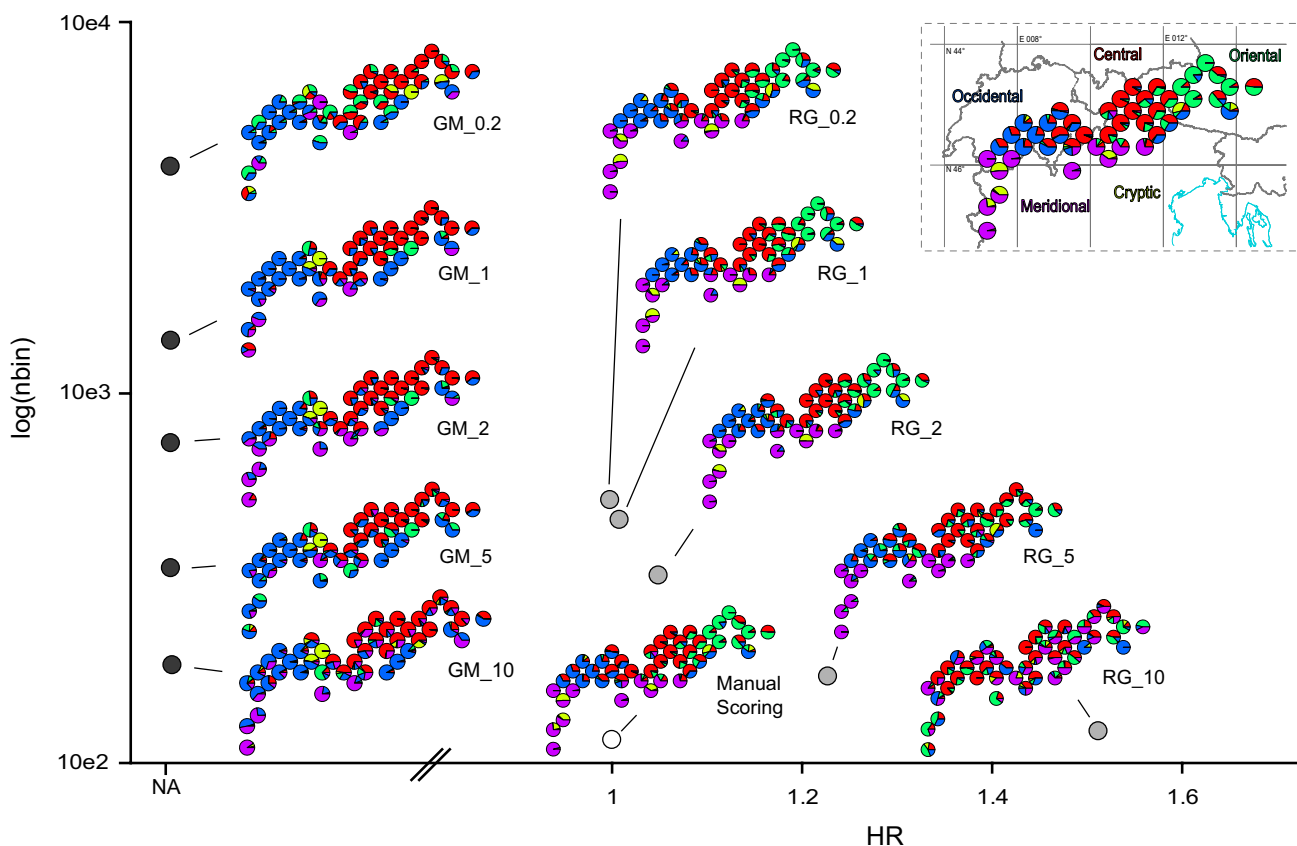 10e4
E 008°
E 012°
N 44°
Central
Oriental
Occidental
N 46°
Meridional
Cryptic
GM_0.2
RG_0.2
GM_1
RG_1
log(nbin)
10e3
GM_2
RG_2
GM_5
RG_5
GM_10
Manual
Scoring
RG_10
10e2
NA
1
1.2
1.4
1.6
HR